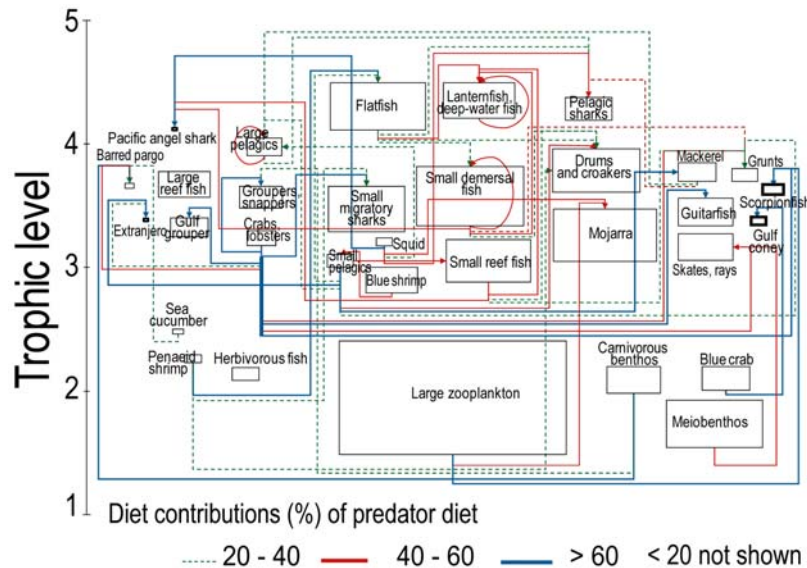 Trophic level
5
4
3
2
1
Flatfish
Lanternfish,
deep-water fish
Pelagic
sharks
Pacific angel shark
Large
pelagics
Barred pargo
Large
reef fish
Groupers,
snappers
Small
migratory
sharks
Small demersal
fish
Drums
and croakers
Mackerel
Grunts
Scorpionfish
Guitarfish
Extranjero
Gulf
grouper
Crabs,
lobsters
Squid
Mojarra
Gulf
coney
Small
pelagics
Blue shrimp
Small reef fish
Skates, rays
Sea
cucumber
Penaeid
shrimp
Herbivorous fish
Large zooplankton
Carnivorous
benthos
Blue crab
Meiobenthos
Diet contributions (%) of predator diet
20 - 40
40 - 60
> 60
< 20 not shown